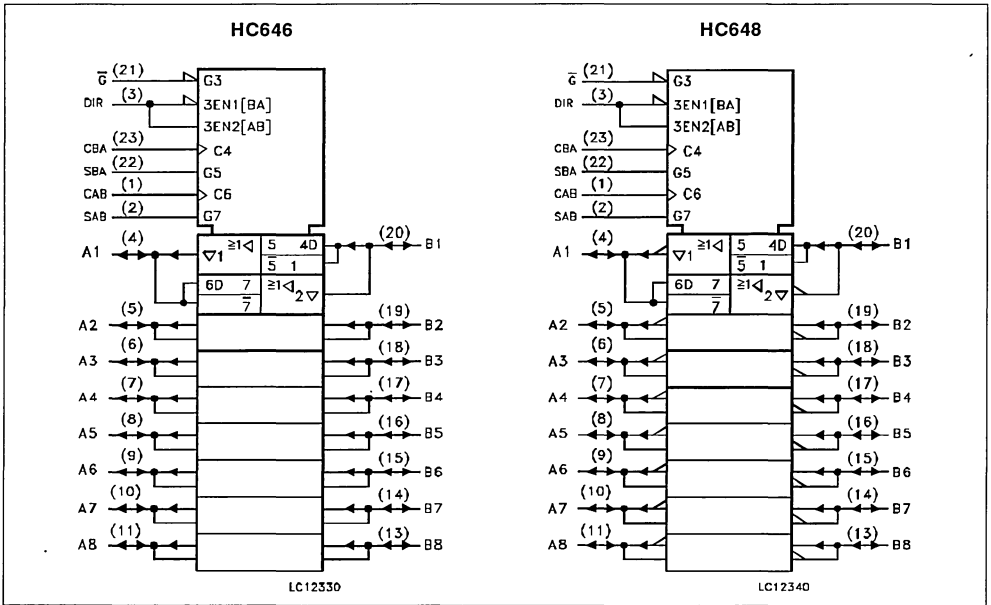 HC646
HC648
G̅ (21) G3
DIR (3) 3EN1[BA]
3EN2[AB]
CBA (23) C4
SBA (22) G5
CAB (1) C6
SAB (2) G7
A1 (4) ▽1 ≥1◁ 5 4D (20) B1
5̅ 1
6D 7 ≥1◁ 2▽
7̅
A2 (5) (19) B2
A3 (6) (18) B3
A4 (7) (17) B4
A5 (8) (16) B5
A6 (9) (15) B6
A7 (10) (14) B7
A8 (11) (13) B8
LC12330
G̅ (21) G3
DIR (3) 3EN1[BA]
3EN2[AB]
CBA (23) C4
SBA (22) G5
CAB (1) C6
SAB (2) G7
A1 (4) ▽1 ≥1◁ 5 4D (20) B1
5̅ 1
6D 7 ≥1◁ 2▽
7̅
A2 (5) (19) B2
A3 (6) (18) B3
A4 (7) (17) B4
A5 (8) (16) B5
A6 (9) (15) B6
A7 (10) (14) B7
A8 (11) (13) B8
LC12340